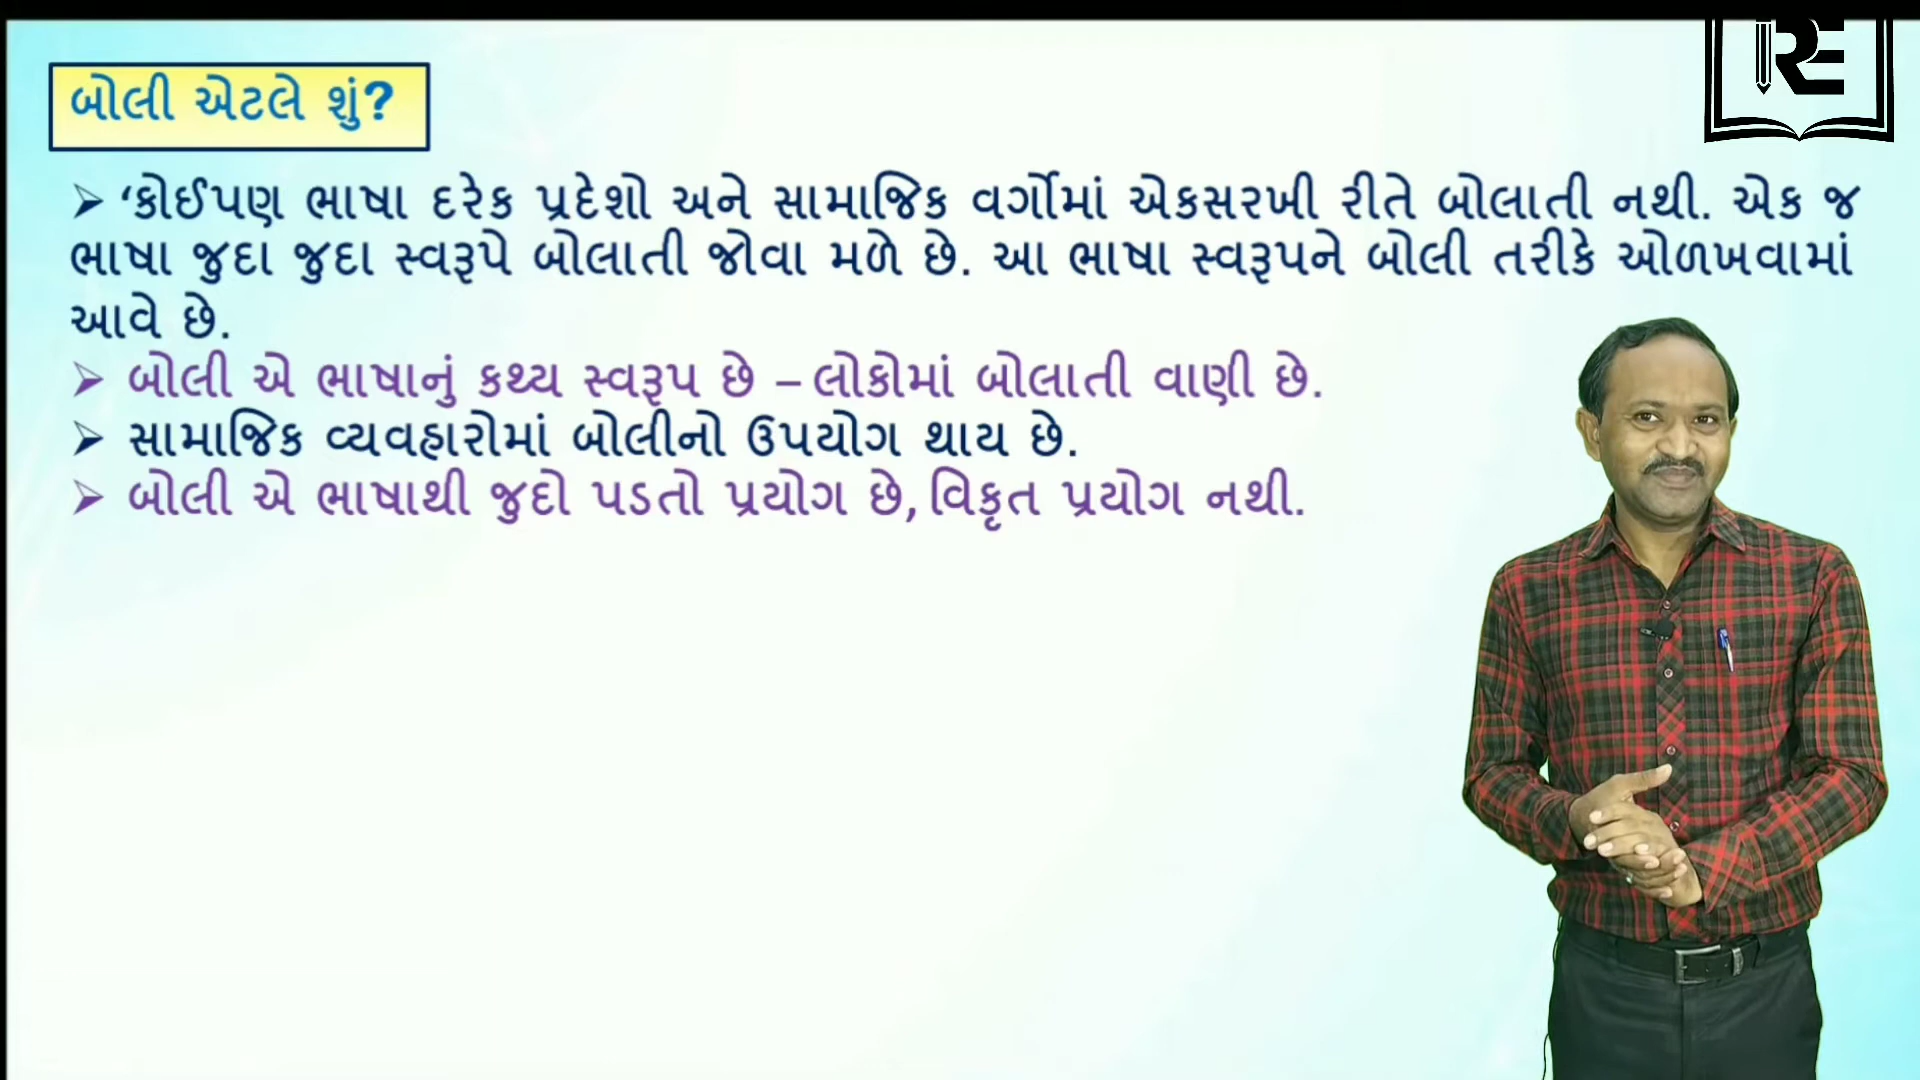 RE
બોલી એટલે શું?
➢ ‘કોઈપણ ભાષા દરેક પ્રદેશો અને સામાજિક વર્ગોમાં એકસરખી રીતે બોલાતી નથી. એક જ
ભાષા જુદા જુદા સ્વરૂપે બોલાતી જોવા મળે છે. આ ભાષા સ્વરૂપને બોલી તરીકે ઓળખવામાં
આવે છે.
➢ બોલી એ ભાષાનું કથ્ય સ્વરૂપ છે – લોકોમાં બોલાતી વાણી છે.
➢ સામાજિક વ્યવહારોમાં બોલીનો ઉપયોગ થાય છે.
➢ બોલી એ ભાષાથી જુદો પડતો પ્રયોગ છે, વિકૃત પ્રયોગ નથી.